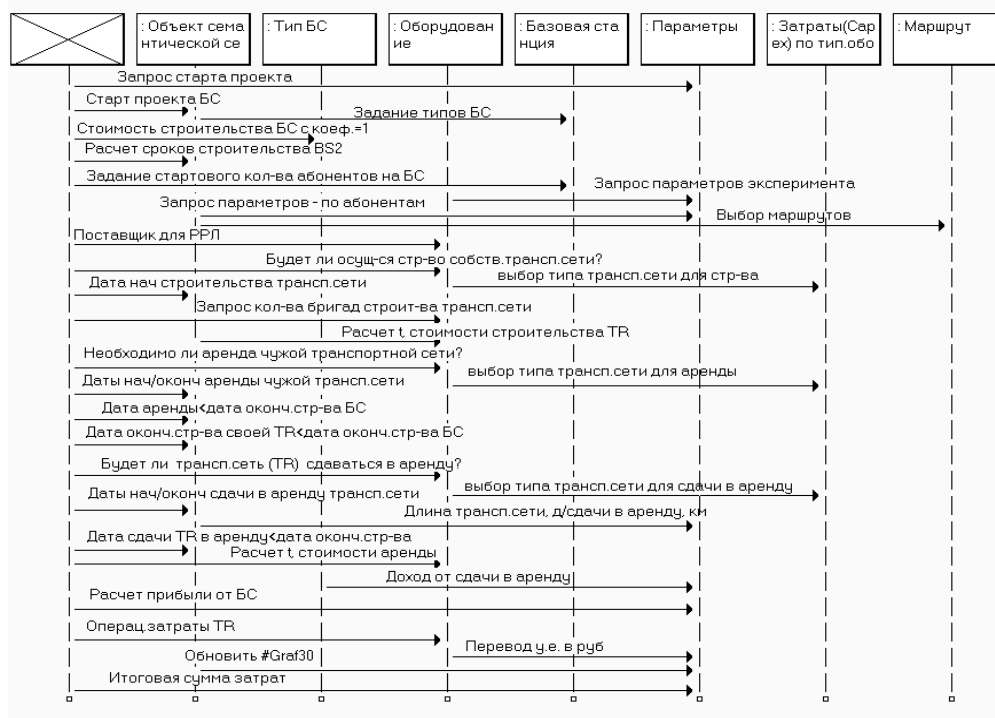 : Объект сема
нтической се
: Тип БС
: Оборудован
ие
: Базовая ста
нция
: Параметры
: Затраты(Cap
ex) по тип.обо
: Маршрут
Запрос старта проекта
Старт проекта БС
Задание типов БС
Стоимость строительства БС с коеф.=1
Расчет сроков строительства BS2
Задание стартового кол-ва абонентов на БС
Запрос параметров эксперимента
Запрос параметров - по абонентам
Выбор маршрутов
Поставщик для РРЛ
Будет ли осущ-ся стр-во собств.трансп.сети?
выбор типа трансп.сети для стр-ва
Дата нач строительства трансп.сети
Запрос кол-ва бригад строит-ва трансп.сети
Расчет t, стоимости строительства TR
Необходимо ли аренда чужой транспортной сети?
выбор типа трансп.сети для аренды
Даты нач/оконч аренды чужой трансп.сети
Дата аренды<дата оконч.стр-ва БС
Дата оконч.стр-ва своей TR<дата оконч.стр-ва БС
Будет ли трансп.сеть (TR) сдаваться в аренду?
выбор типа трансп.сети для сдачи в аренду
Даты нач/оконч сдачи в аренду трансп.сети
Длина трансп.сети, д/сдачи в аренду, км
Дата сдачи TR в аренду<дата оконч.стр-ва
Расчет t, стоимости аренды
Доход от сдачи в аренду
Расчет прибыли от БС
Операц.затраты TR
Перевод у.е. в руб
Обновить #Graf30
Итоговая сумма затрат